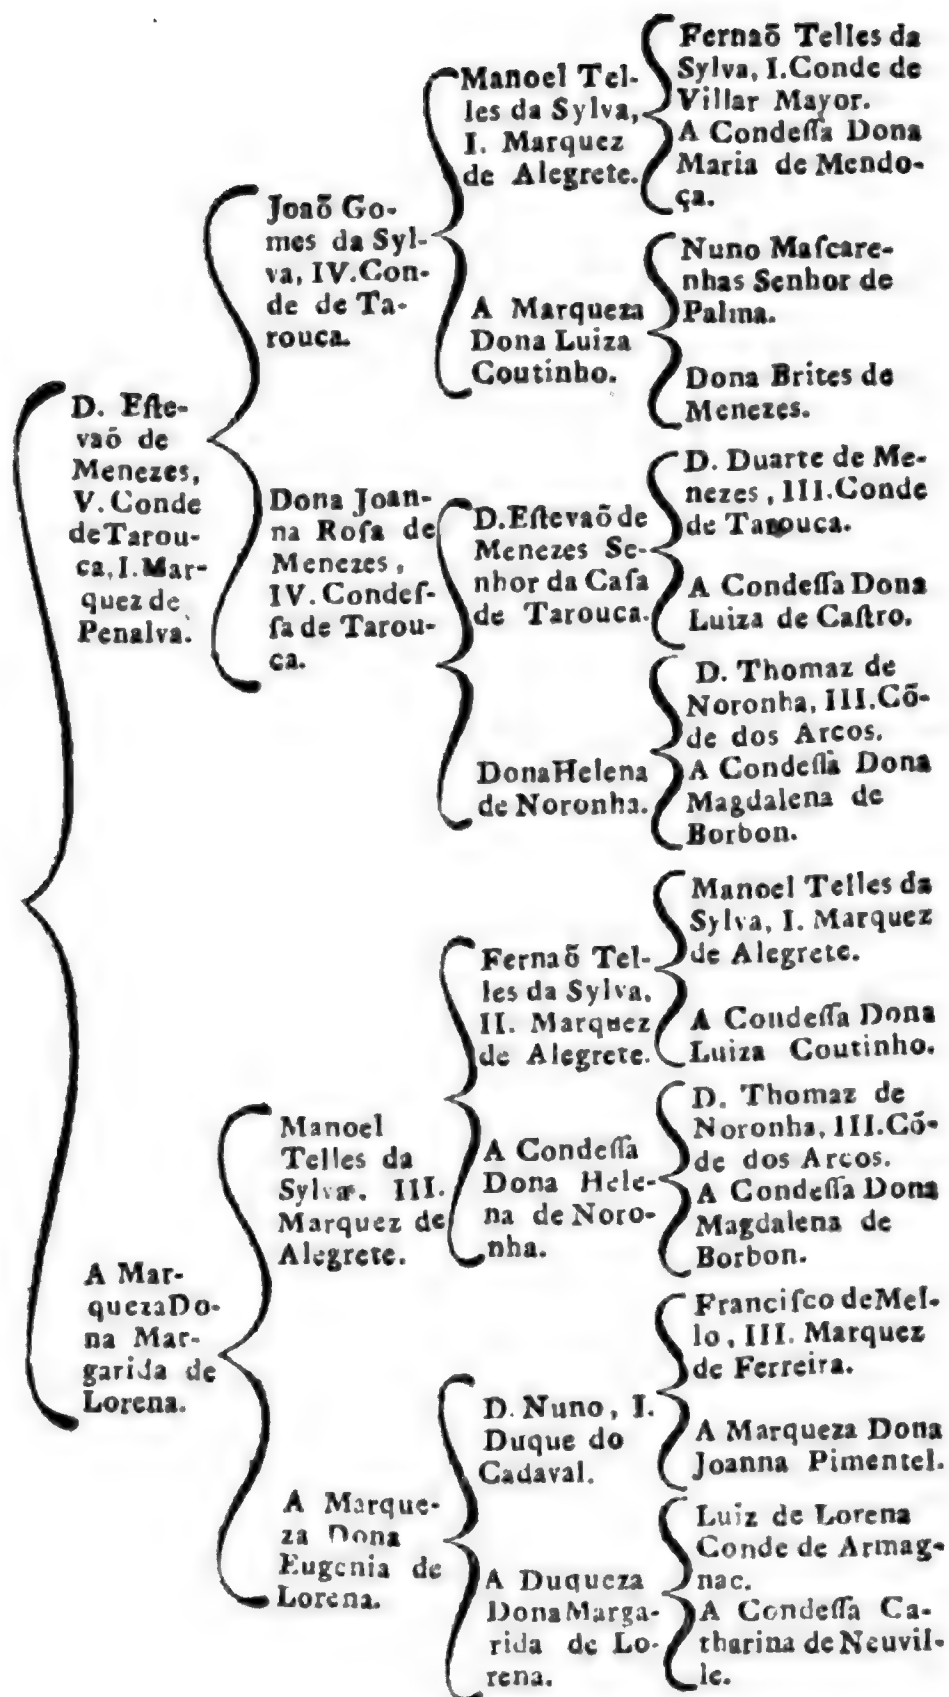 D. Eſte-
vaõ de
Menezes,
V. Conde
de Tarou-
ca, I. Mar-
quez de
Penalva.
Joaõ Go-
mes da Syl-
va, IV. Con-
de de Ta-
rouca.
Manoel Tel-
les da Sylva,
I. Marquez
de Alegrete.
Fernaõ Telles da
Sylva, I. Conde de
Villar Mayor.
A Condeſſa Dona
Maria de Mendo-
ça.
A Marqueza
Dona Luiza
Coutinho.
Nuno Maſcare-
nhas Senhor de
Palma.
Dona Brites de
Menezes.
Dona Joan-
na Roſa de
Menezes,
IV. Condeſ-
ſa de Tarou-
ca.
D. Eſtevaõ de
Menezes Se-
nhor da Caſa
de Tarouca.
D. Duarte de Me-
nezes, III. Conde
de Tarouca.
A Condeſſa Dona
Luiza de Caſtro.
Dona Helena
de Noronha.
D. Thomaz de
Noronha, III. Cõ-
de dos Arcos.
A Condeſſa Dona
Magdalena de
Borbon.
A Mar-
queza Do-
na Mar-
garida de
Lorena.
Manoel
Telles da
Sylva, III.
Marquez de
Alegrete.
Fernaõ Tel-
les da Sylva,
II. Marquez
de Alegrete.
Manoel Telles da
Sylva, I. Marquez
de Alegrete.
A Condeſſa Dona
Luiza Coutinho.
A Condeſſa
Dona Hele-
na de Noro-
nha.
D. Thomaz de
Noronha, III. Cõ-
de dos Arcos.
A Condeſſa Dona
Magdalena de
Borbon.
A Marque-
za Dona
Eugenia de
Lorena.
D. Nuno, I.
Duque do
Cadaval.
Franciſco de Mel-
lo, III. Marquez
de Ferreira.
A Marqueza Dona
Joanna Pimentel.
A Duqueza
Dona Marga-
rida de Lo-
rena.
Luiz de Lorena
Conde de Armag-
nac.
A Condeſſa Ca-
tharina de Neuvil-
le.